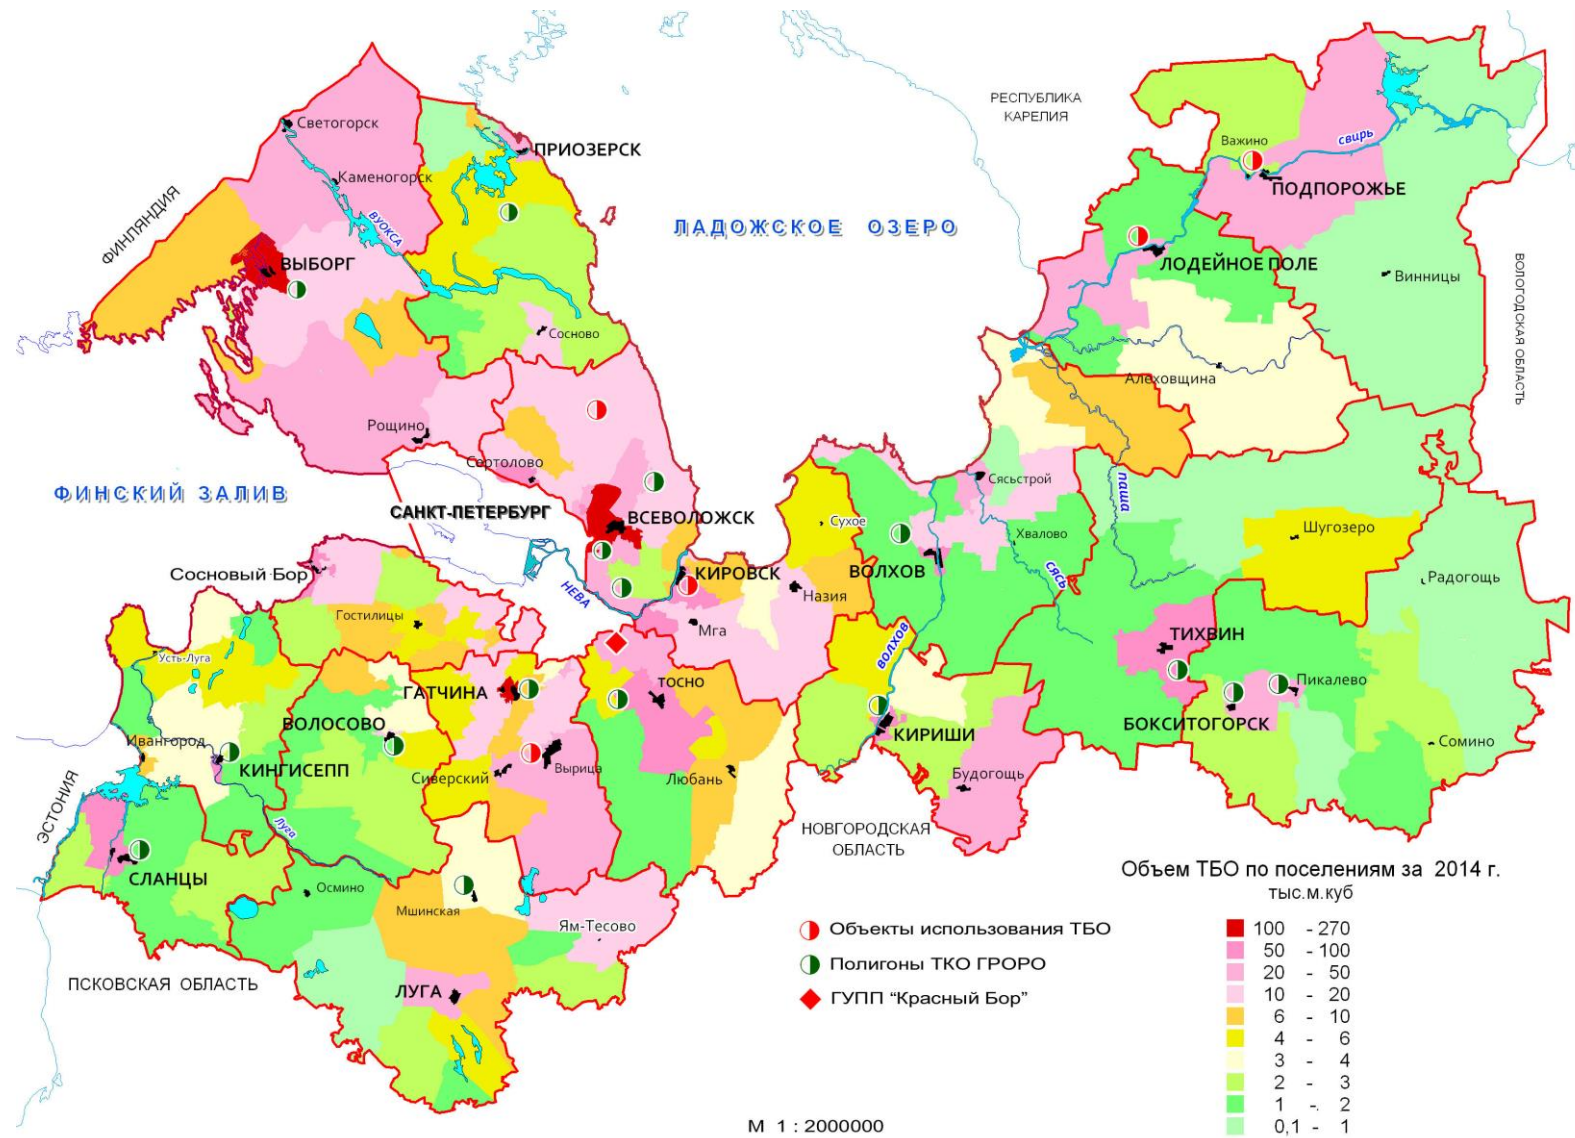 РЕСПУБЛИКА
КАРЕЛИЯ
Светогорск
ПРИОЗЕРСК
Важино
свирь
Каменогорск
ПОДПОРОЖЬЕ
ФИНЛЯНДИЯ
ВУОКСА
ЛАДОЖСКОЕ ОЗЕРО
ВЫБОРГ
ЛОДЕЙНОЕ ПОЛЕ
Винницы
ВОЛОГОДСКАЯ ОБЛАСТЬ
Сосново
Алеховщина
Рощино
Сертолово
ФИНСКИЙ ЗАЛИВ
САНКТ-ПЕТЕРБУРГ
ВСЕВОЛОЖСК
Сухое
Сясьстрой
паша
Шугозеро
Хвалово
Сосновый Бор
НЕВА
КИРОВСК
Назия
ВОЛХОВ
сясь
Радогощь
Гостилицы
Мга
волхов
ТИХВИН
Усть-Луга
ГАТЧИНА
тосно
Пикалево
ВОЛОСОВО
КИРИШИ
БОКСИТОГОРСК
Ивангород
КИНГИСЕПП
Сиверский
Вырица
Любань
Будогощь
Сомино
ЭСТОНИЯ
Луга
НОВГОРОДСКАЯ
ОБЛАСТЬ
СЛАНЦЫ
Осмино
Мшинская
Ям-Тесово
ПСКОВСКАЯ ОБЛАСТЬ
ЛУГА
Объем ТБО по поселениям за 2014 г.
тыс.м.куб
Объекты использования ТБО
Полигоны ТКО ГРОРО
ГУПП “Красный Бор”
100 - 270
50 - 100
20 - 50
10 - 20
6 - 10
4 - 6
3 - 4
2 - 3
1 -. 2
0,1 - 1
М 1 : 2000000